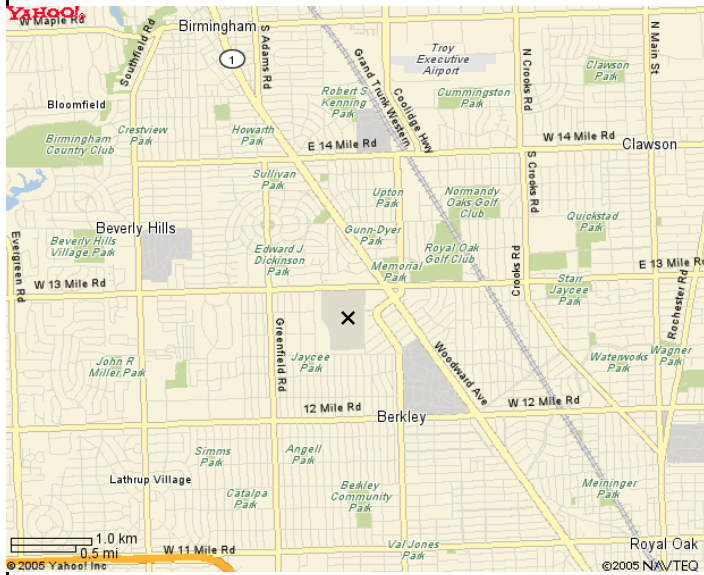 YAHOO!
W Maple Rd
Birmingham
S Adams Rd
Southfield Rd
1
Grand Trunk Western
Coolidge Hwy
Troy
Executive
Airport
N Crooks Rd
Clawson
Park
N Main St
Bloomfield
Robert S
Kenning
Park
Cummingston
Park
Birmingham
Country Club
Crestview
Park
Howarth
Park
E 14 Mile Rd
W 14 Mile Rd
Clawson
Sullivan
Park
Upton
Park
Normandy
Oaks Golf
Club
S Crooks Rd
Quickstad
Park
Beverly Hills
Evergreen Rd
Beverly Hills
Village Park
Edward J
Dickinson
Park
Gunn-Dyer
Park
Royal Oak
Golf Club
Crooks Rd
Memorial
Park
E 13 Mile Rd
W 13 Mile Rd
Starr
Jaycee
Park
Rochester Rd
Greenfield Rd
John R
Miller Park
Jaycee
Park
Woodward Ave
Waterworks
Park
Wagner
Park
12 Mile Rd
Berkley
W 12 Mile Rd
Simms
Park
Angell
Park
Lathrup Village
Catalpa
Park
Berkley
Community
Park
Meininger
Park
1.0 km
0.5 mi
W 11 Mile Rd
Val Jones
Park
Royal Oak
© 2005 Yahoo! Inc
©2005 NAVTEQ